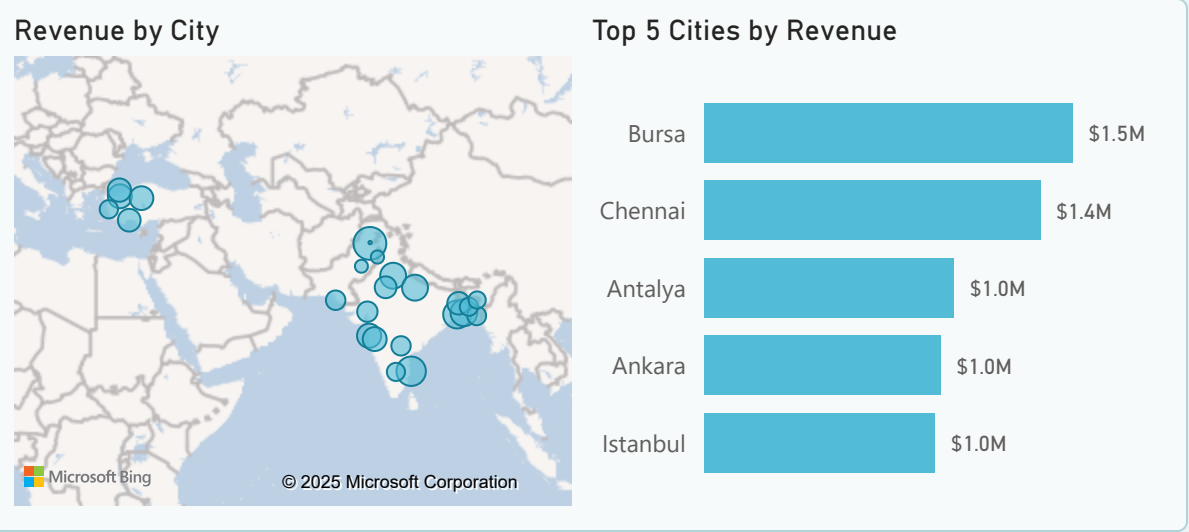 Revenue by City
Microsoft Bing
© 2025 Microsoft Corporation
Top 5 Cities by Revenue
Bursa $1.5M
Chennai $1.4M
Antalya $1.0M
Ankara $1.0M
Istanbul $1.0M